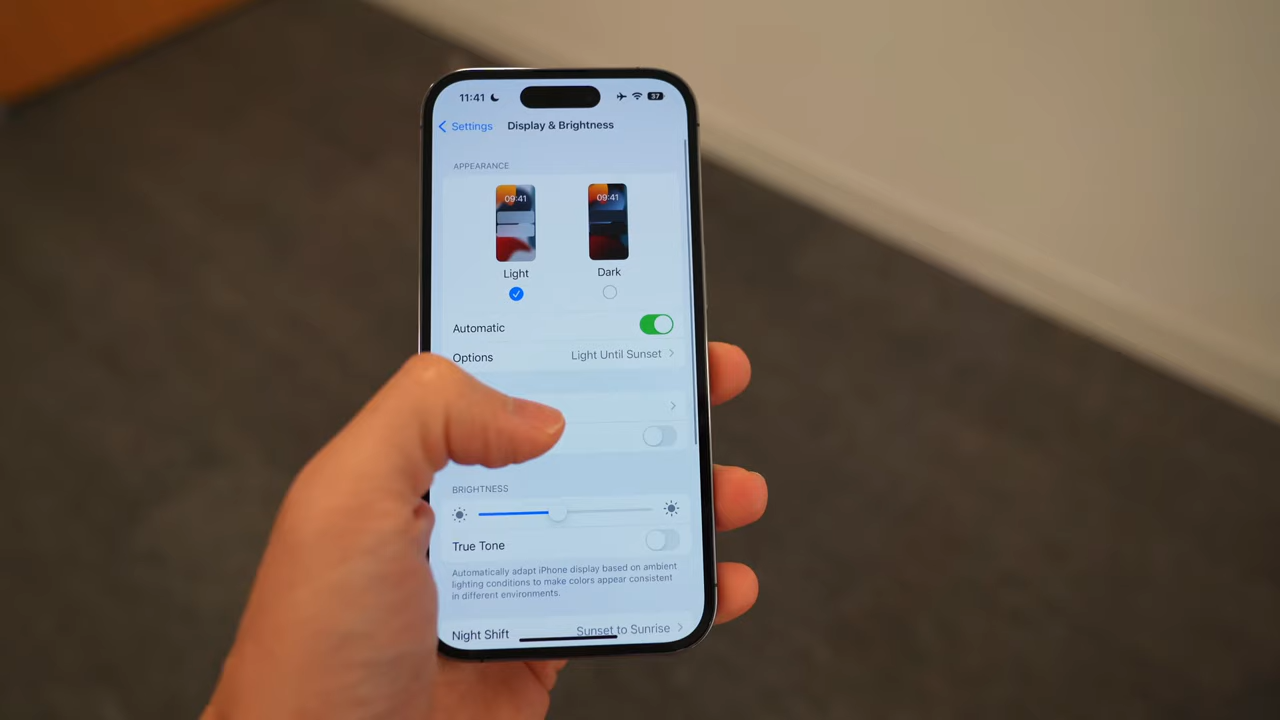 11:41 37
Settings Display & Brightness
APPEARANCE
09:41 09:41
Light Dark
Automatic
Options Light Until Sunset
BRIGHTNESS
True Tone
Automatically adapt iPhone display based on ambient
lighting conditions to make colors appear consistent
in different environments.
Night Shift Sunset to Sunrise